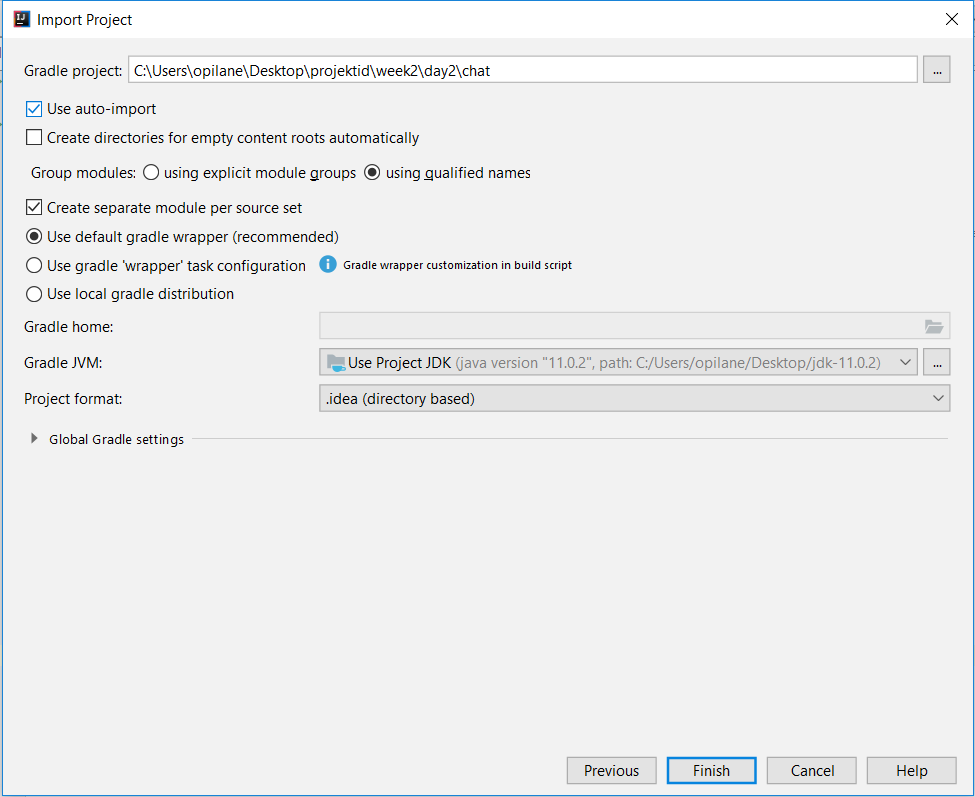 Import Project
Gradle project: C:\Users\opilane\Desktop\projektid\week2\day2\chat ...
Use auto-import
Create directories for empty content roots automatically
Group modules: using explicit module groups using qualified names
Create separate module per source set
Use default gradle wrapper (recommended)
Use gradle 'wrapper' task configuration Gradle wrapper customization in build script
Use local gradle distribution
Gradle home:
Gradle JVM: Use Project JDK (java version "11.0.2", path: C:/Users/opilane/Desktop/jdk-11.0.2) ...
Project format: .idea (directory based)
Global Gradle settings
Previous Finish Cancel Help